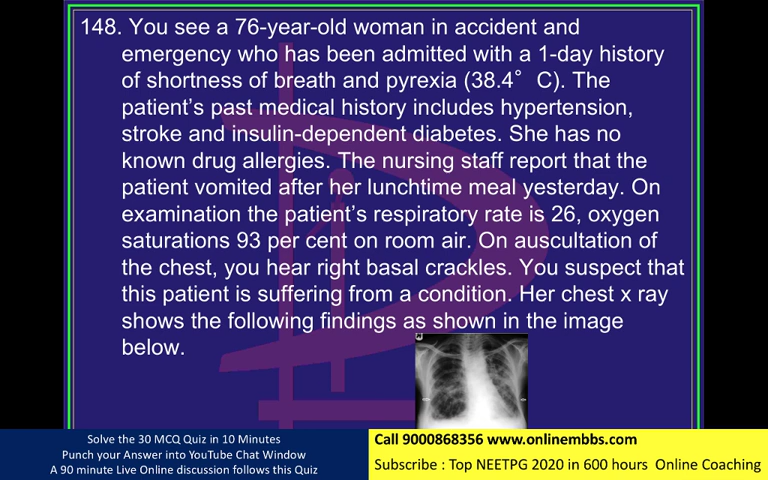 148. You see a 76-year-old woman in accident and
emergency who has been admitted with a 1-day history
of shortness of breath and pyrexia (38.4° C). The
patient's past medical history includes hypertension,
stroke and insulin-dependent diabetes. She has no
known drug allergies. The nursing staff report that the
patient vomited after her lunchtime meal yesterday. On
examination the patient's respiratory rate is 26, oxygen
saturations 93 per cent on room air. On auscultation of
the chest, you hear right basal crackles. You suspect that
this patient is suffering from a condition. Her chest x ray
shows the following findings as shown in the image
below.
Solve the 30 MCQ Quiz in 10 Minutes
Punch your Answer into YouTube Chat Window
A 90 minute Live Online discussion follows this Quiz
Call 9000868356 www.onlinembbs.com
Subscribe : Top NEETPG 2020 in 600 hours Online Coaching